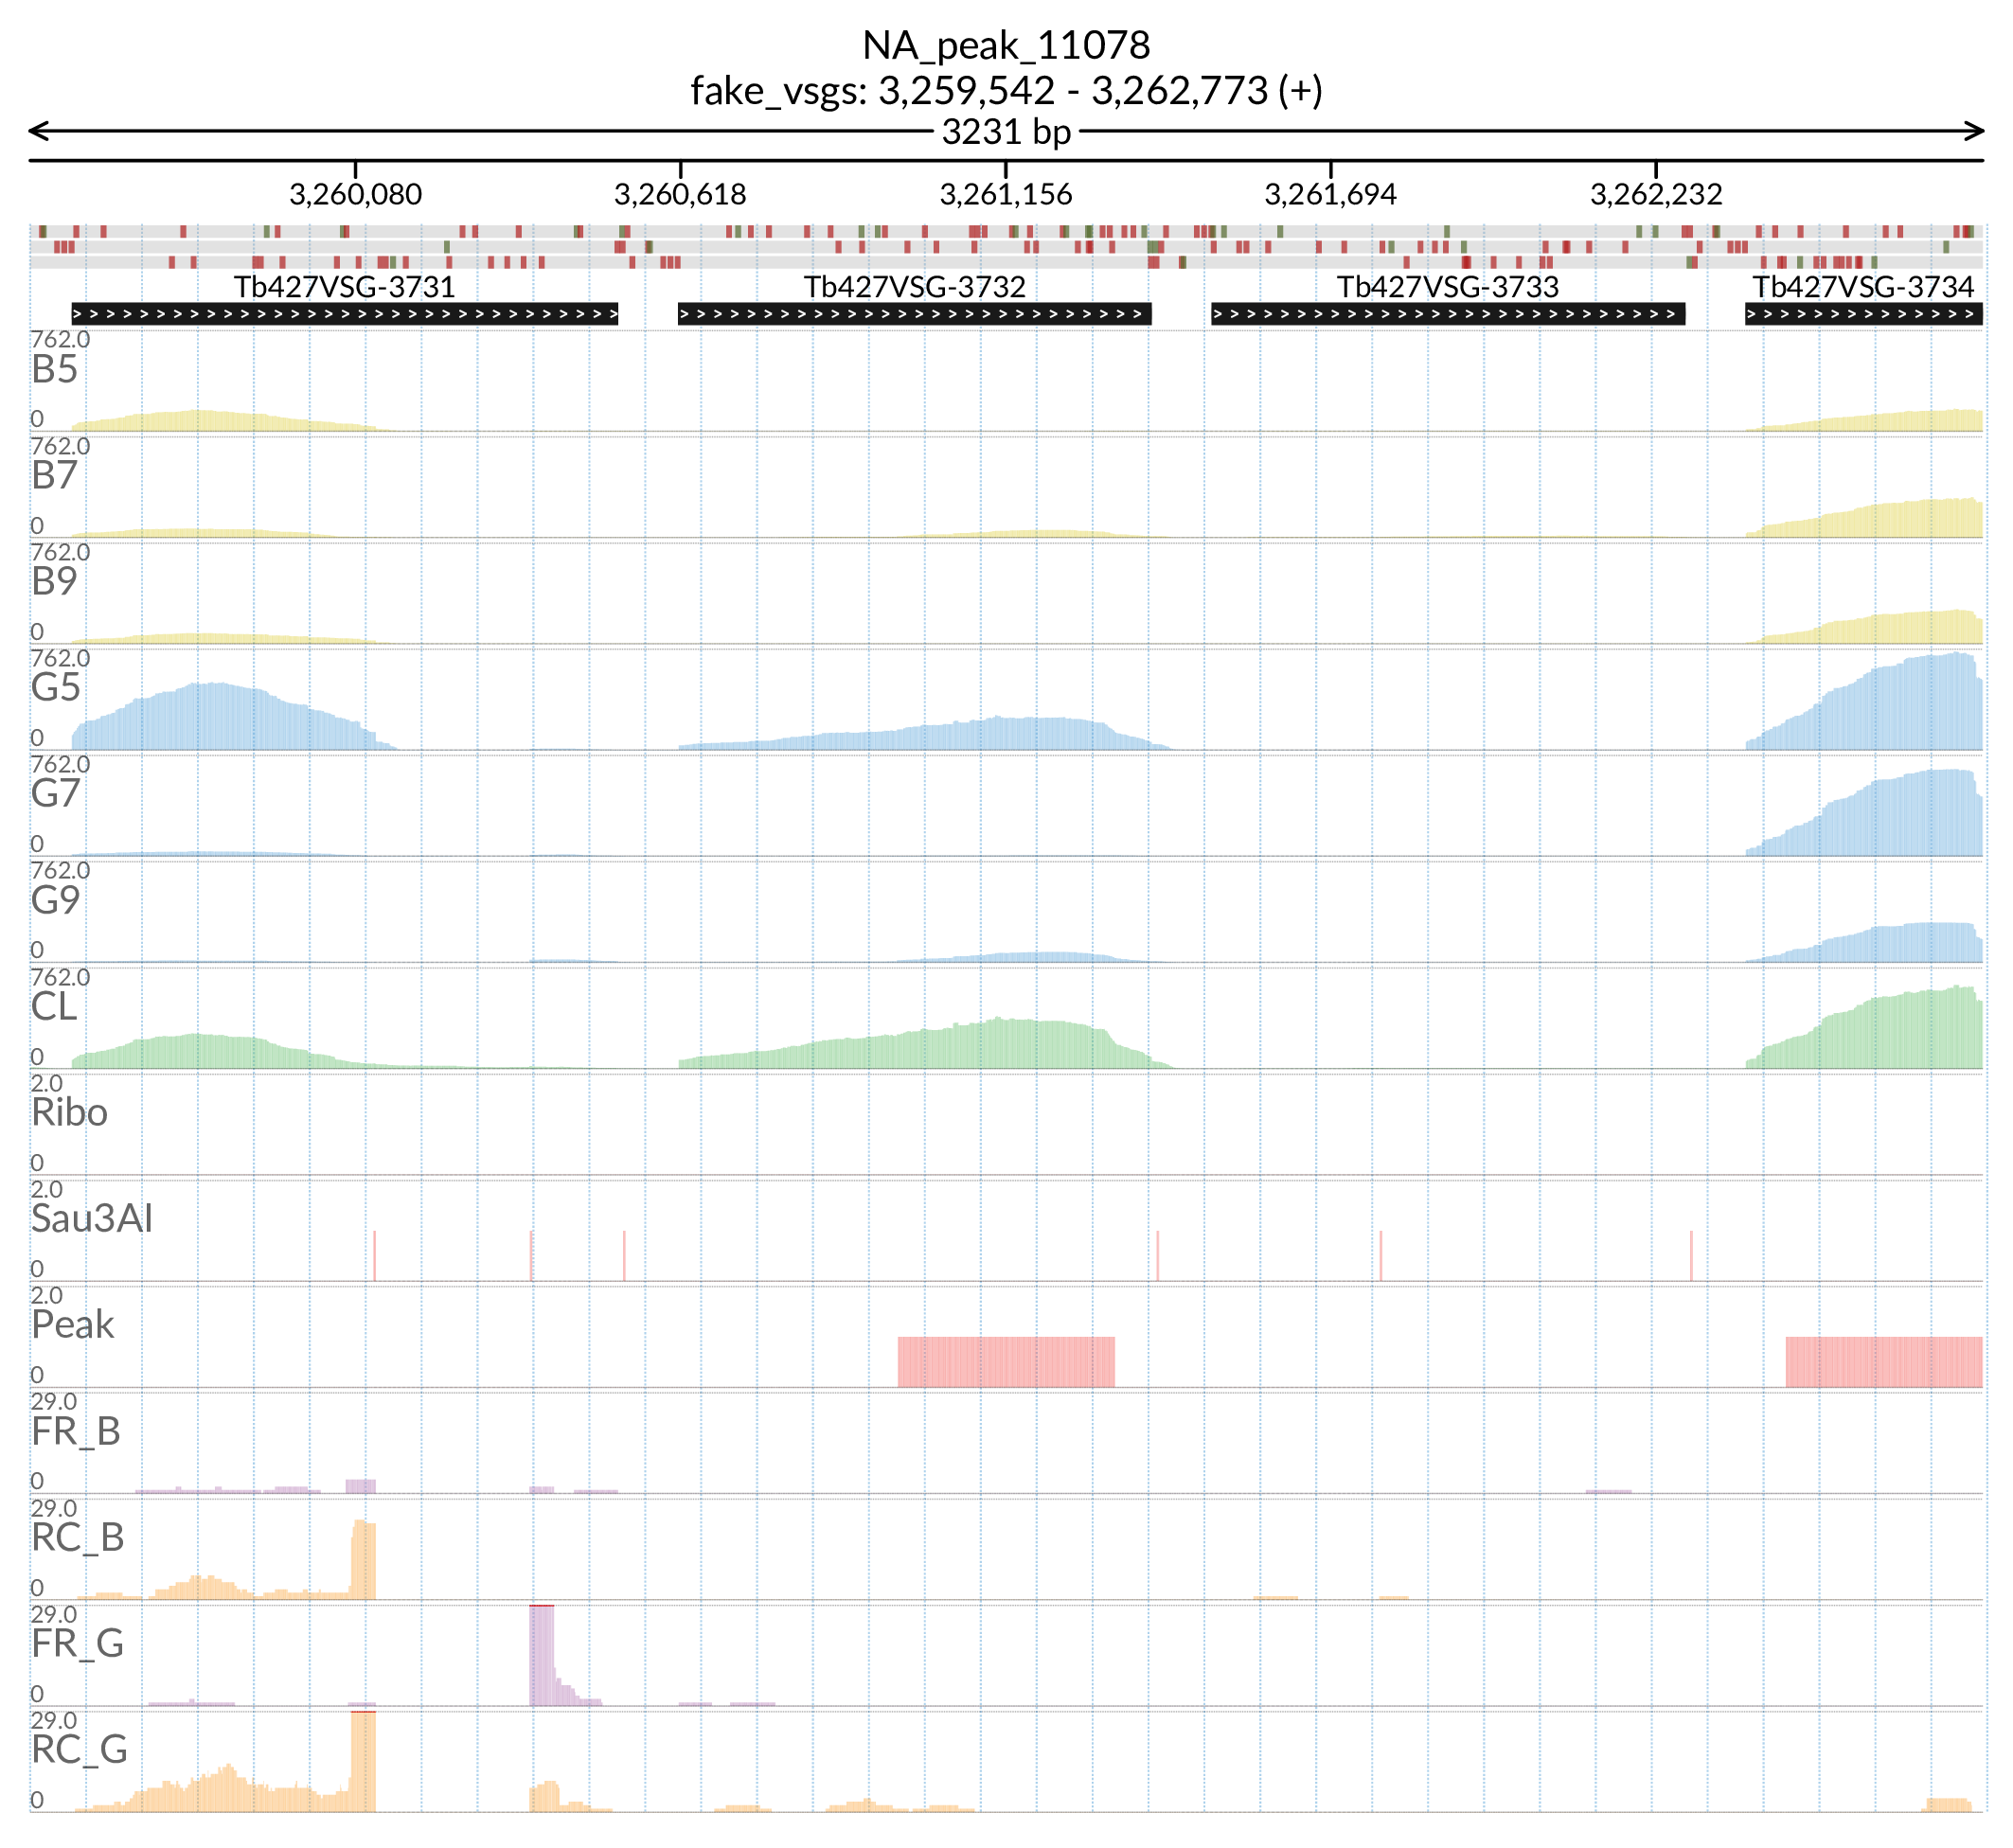 NA_peak_11078
fake_vsgs: 3,259,542 - 3,262,773 (+)
3231 bp
3,260,080 3,260,618 3,261,156 3,261,694 3,262,232
Tb427VSG-3731 Tb427VSG-3732 Tb427VSG-3733 Tb427VSG-3734
762.0
B5
0
762.0
B7
0
762.0
B9
0
762.0
G5
0
762.0
G7
0
762.0
G9
0
762.0
CL
0
2.0
Ribo
0
2.0
Sau3AI
0
2.0
Peak
0
29.0
FR_B
0
29.0
RC_B
0
29.0
FR_G
0
29.0
RC_G
0